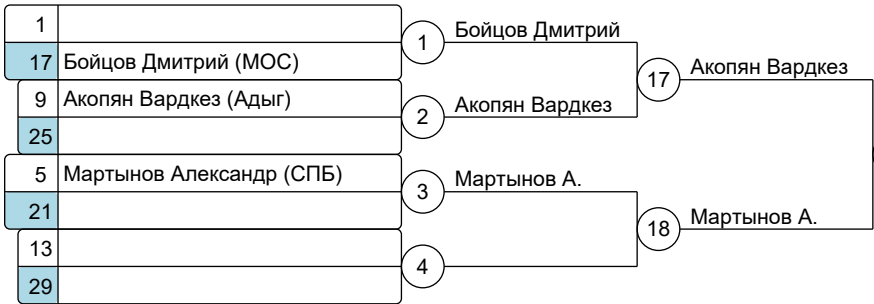 1
17 Бойцов Дмитрий (МОС)
9 Акопян Вардкез (Адыг)
25
5 Мартынов Александр (СПБ)
21
13
29
1 Бойцов Дмитрий
2 Акопян Вардкез
3 Мартынов А.
4
17 Акопян Вардкез
18 Мартынов А.